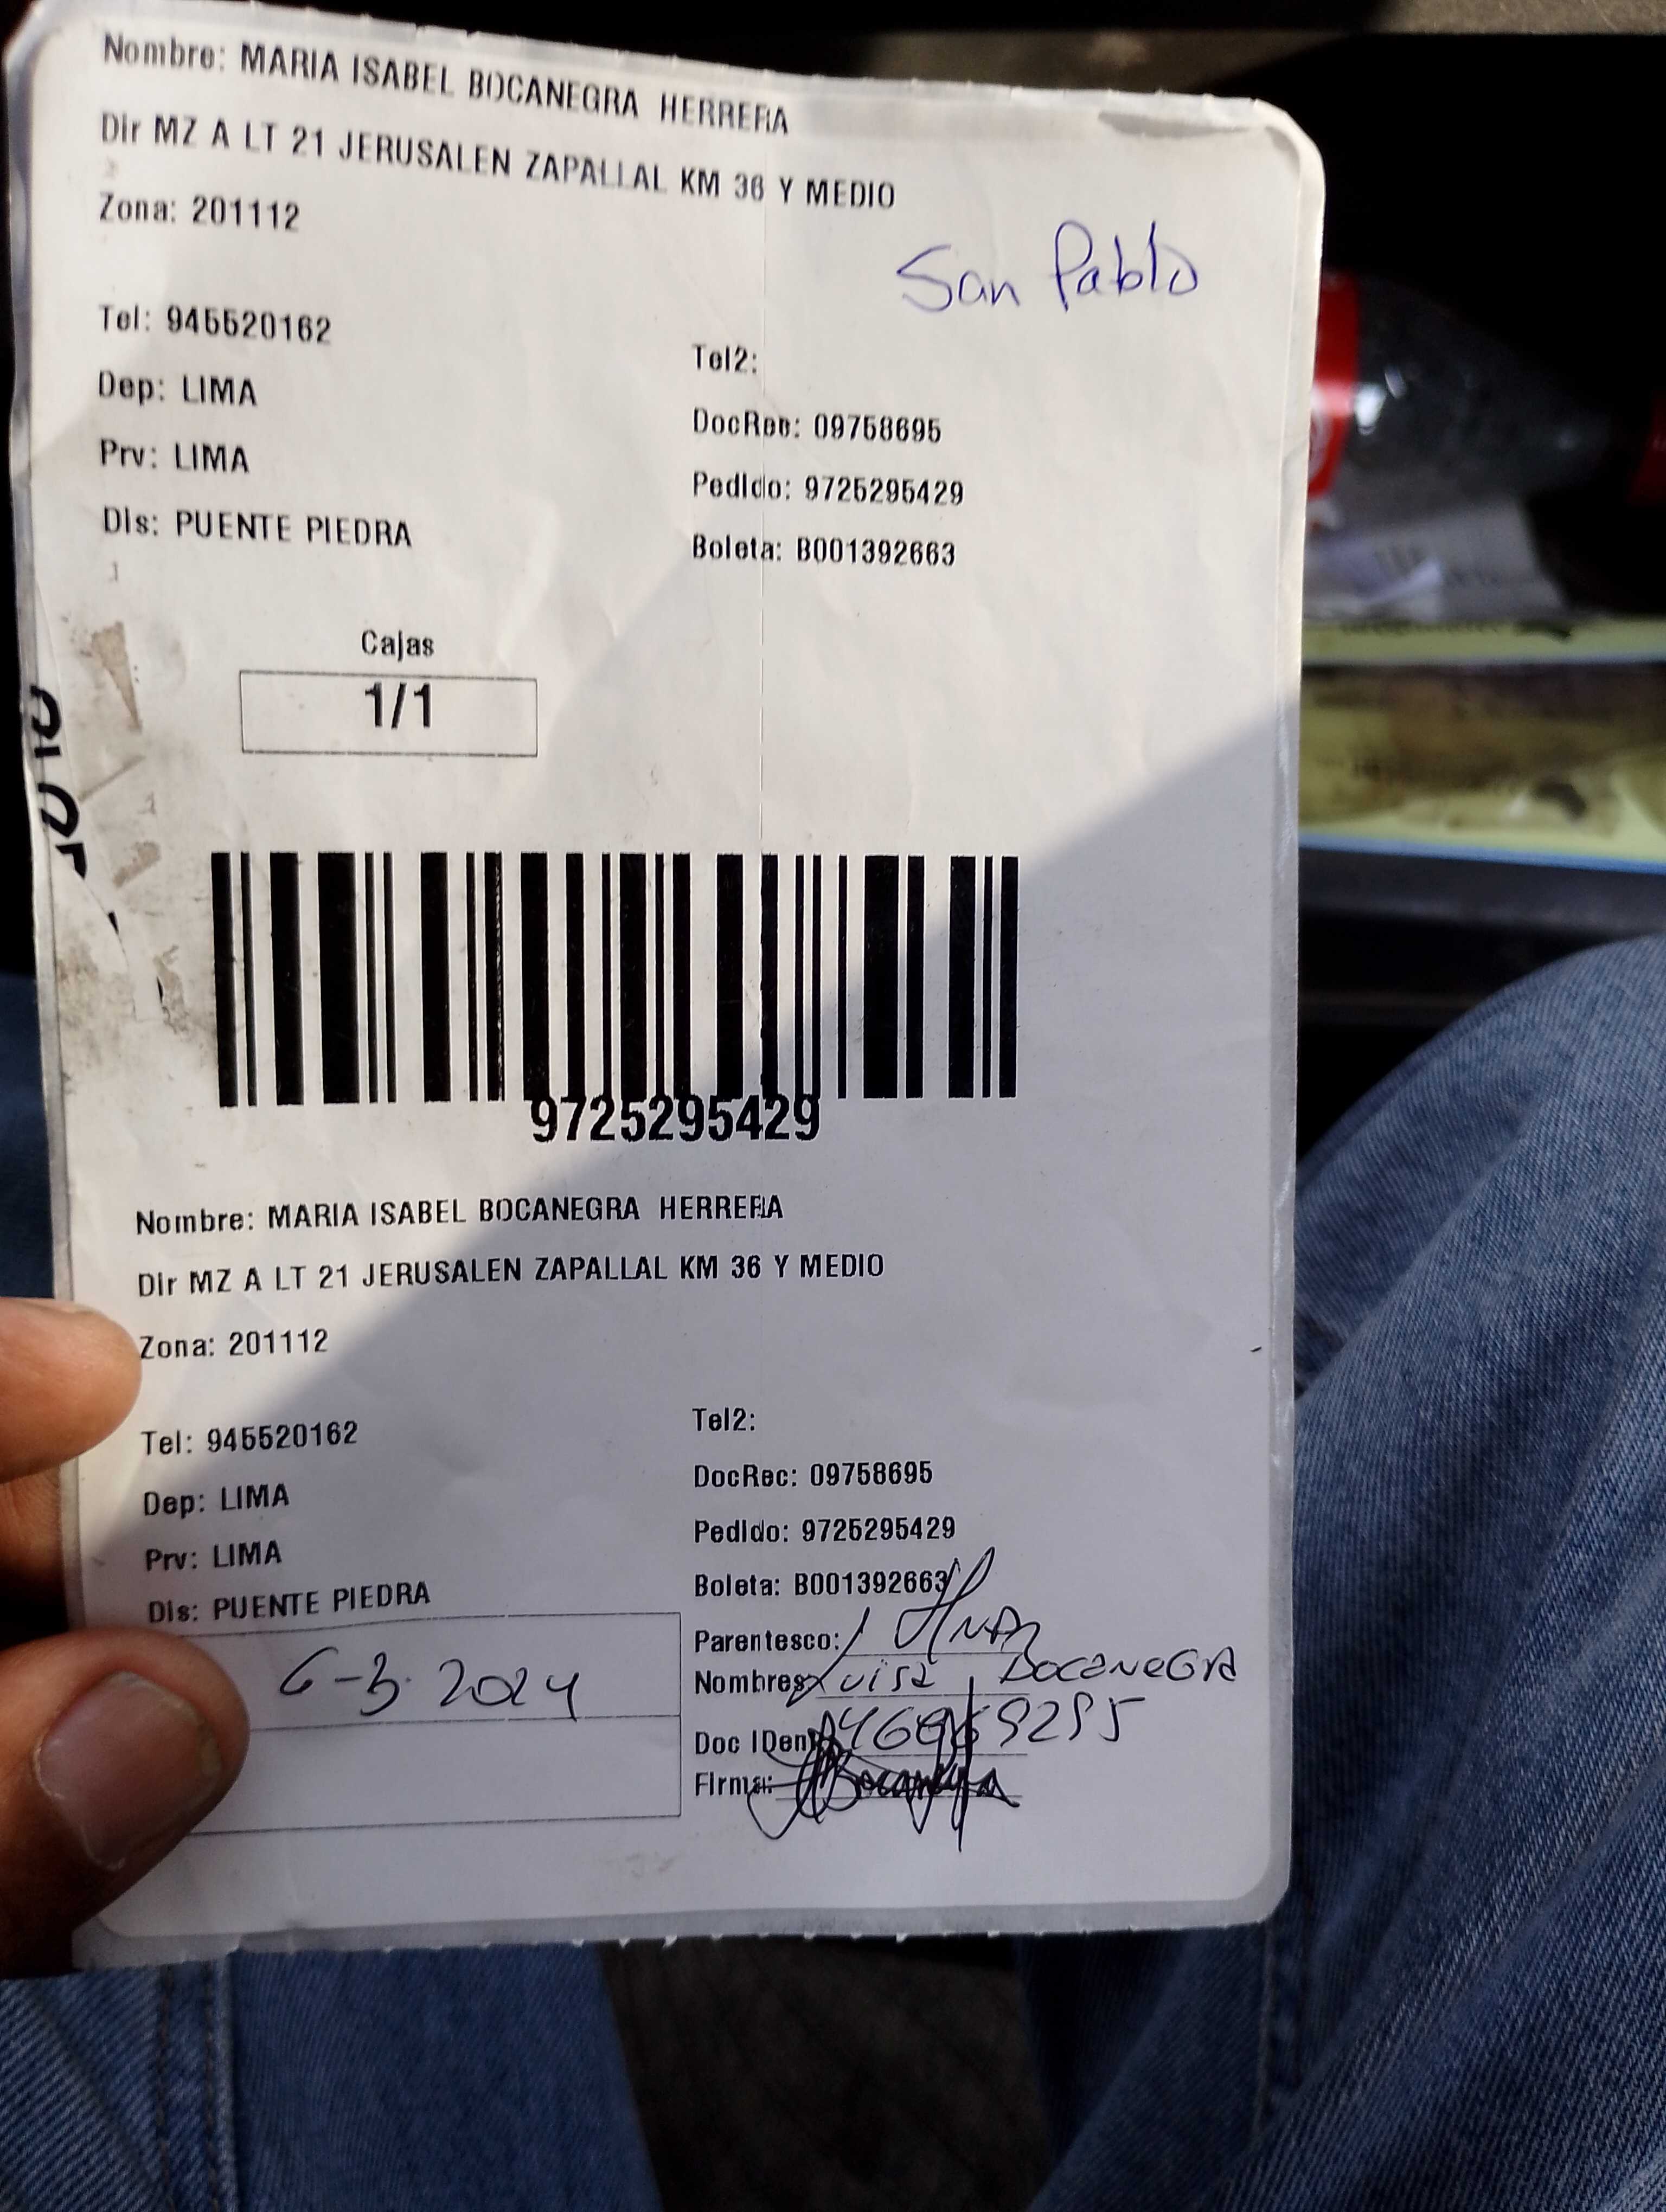 Nombre: MARIA ISABEL BOCANEGRA HERRERA
Dir MZ A LT 21 JERUSALEN ZAPALLAL KM 36 Y MEDIO
Zona: 201112
San Pablo
Tel: 945520162
Tel2:
Dep: LIMA
DocRec: 09758695
Prv: LIMA
Pedido: 9725295429
Dis: PUENTE PIEDRA
Boleta: B001392663
Cajas
1/1
9725295429
Nombre: MARIA ISABEL BOCANEGRA HERRERA
Dir MZ A LT 21 JERUSALEN ZAPALLAL KM 36 Y MEDIO
Zona: 201112
Tel: 945520162
Tel2:
Dep: LIMA
DocRec: 09758695
Prv: LIMA
Pedido: 9725295429
Dis: PUENTE PIEDRA
Boleta: B001392663
Parentesco:
6-3-2024
Nombres Luisa Bocanegra
Doc IDent
Firma: Bocanegra